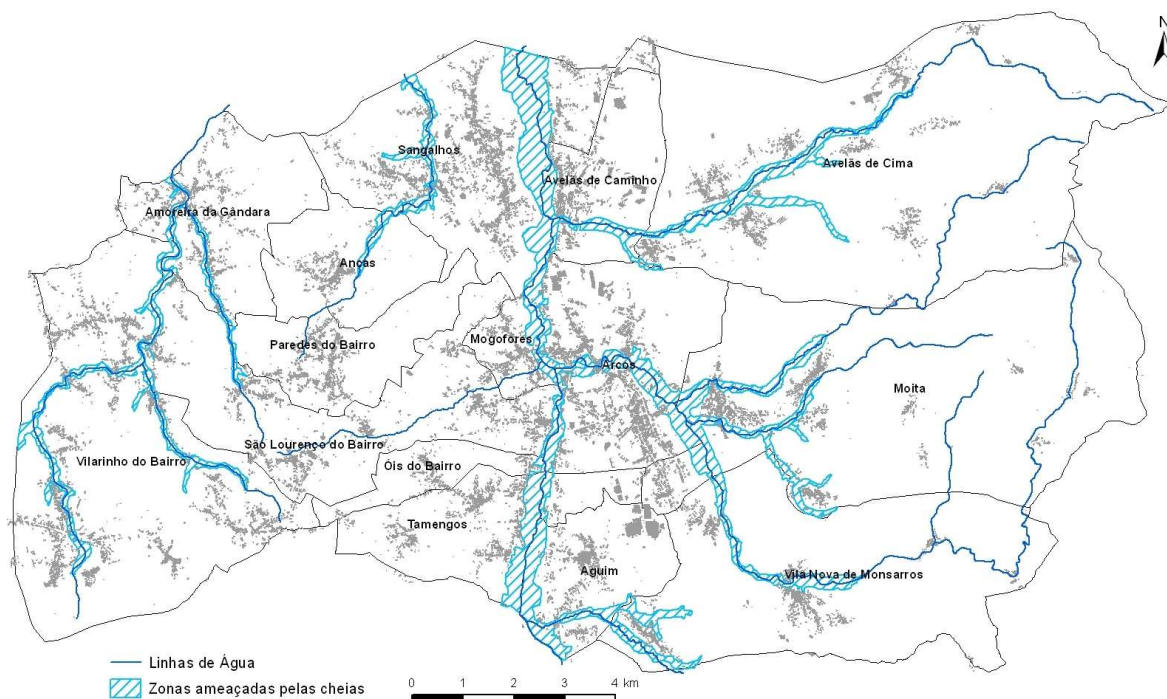 N
Sangalhos
Avelãs de Cima
Avelãs de Caminho
Amoreira da Gândara
Ancas
Mogofores
Paredes do Bairro
Arcos
Moita
São Lourenço do Bairro
Vilarinho do Bairro
Óis do Bairro
Tamengos
Aguim
Vila Nova de Monsarros
Linhas de Água
Zonas ameaçadas pelas cheias
0 1 2 3 4 km